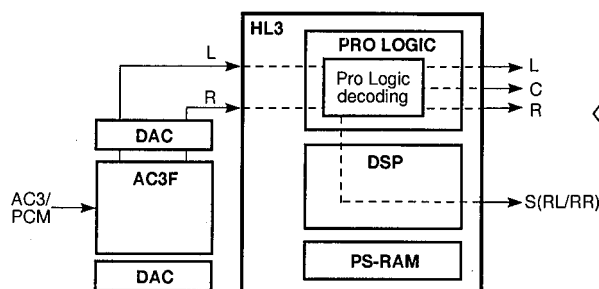 HL3
PRO LOGIC
L
L
Pro Logic
decoding
C
R
R
DAC
DSP
AC3F
AC3/
PCM
S(RL/RR)
PS-RAM
DAC